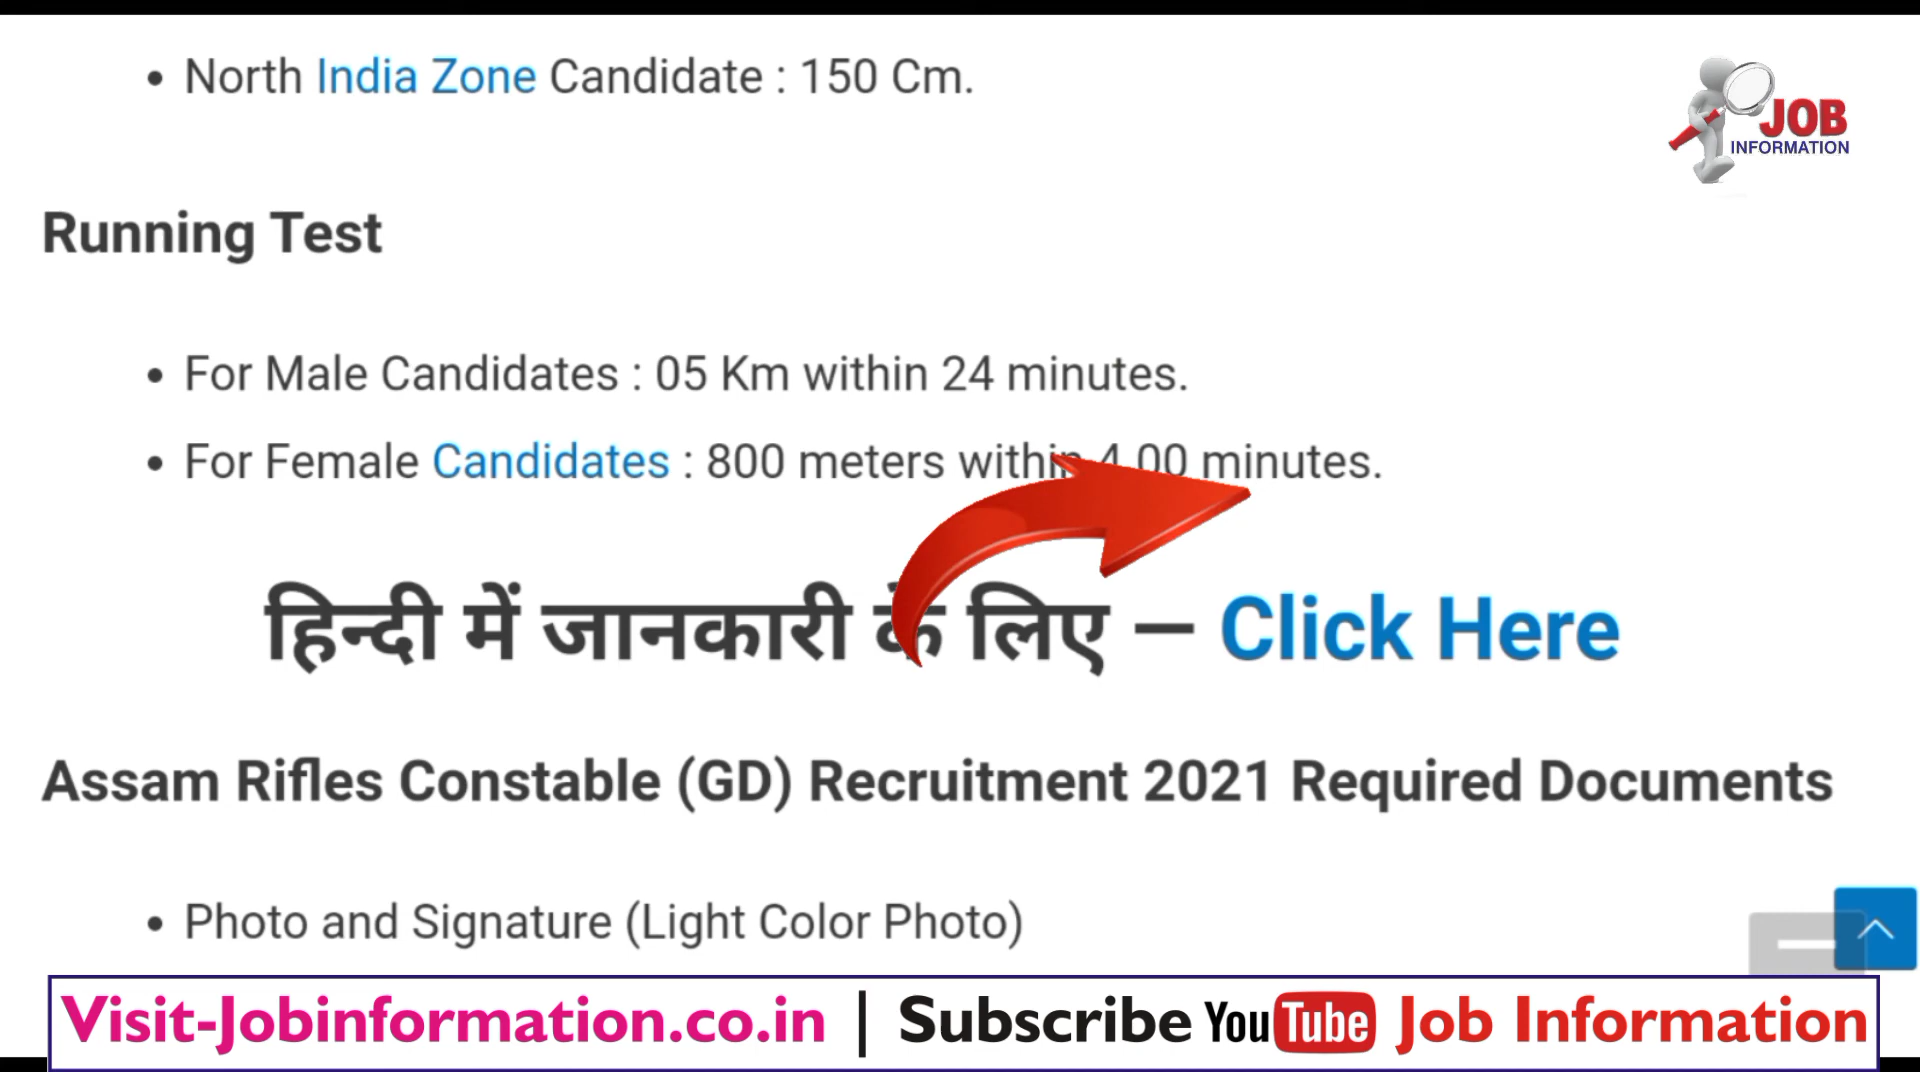 • North India Zone Candidate : 150 Cm.
JOB
INFORMATION
Running Test
• For Male Candidates : 05 Km within 24 minutes.
• For Female Candidates : 800 meters within 4.00 minutes.
हिन्दी में जानकारी के लिए – Click Here
Assam Rifles Constable (GD) Recruitment 2021 Required Documents
• Photo and Signature (Light Color Photo)
Visit-Jobinformation.co.in | Subscribe YouTube Job Information